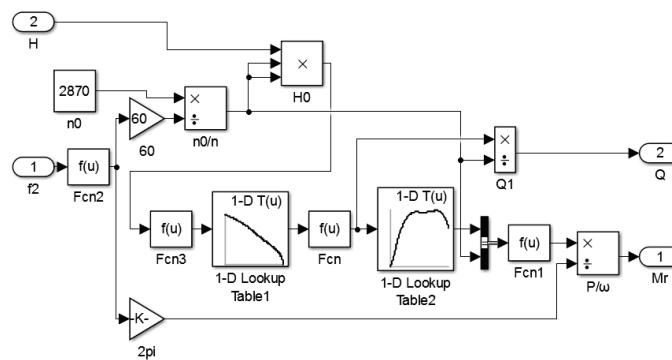 2
H
2870
n0
60
60
×
÷
n0/n
×
H0
1
f2
f(u)
Fcn2
f(u)
Fcn3
1-D T(u)
1-D Lookup
Table1
f(u)
Fcn
1-D T(u)
1-D Lookup
Table2
×
÷
Q1
2
Q
f(u)
Fcn1
×
÷
P/ω
1
Mr
-K-
2pi